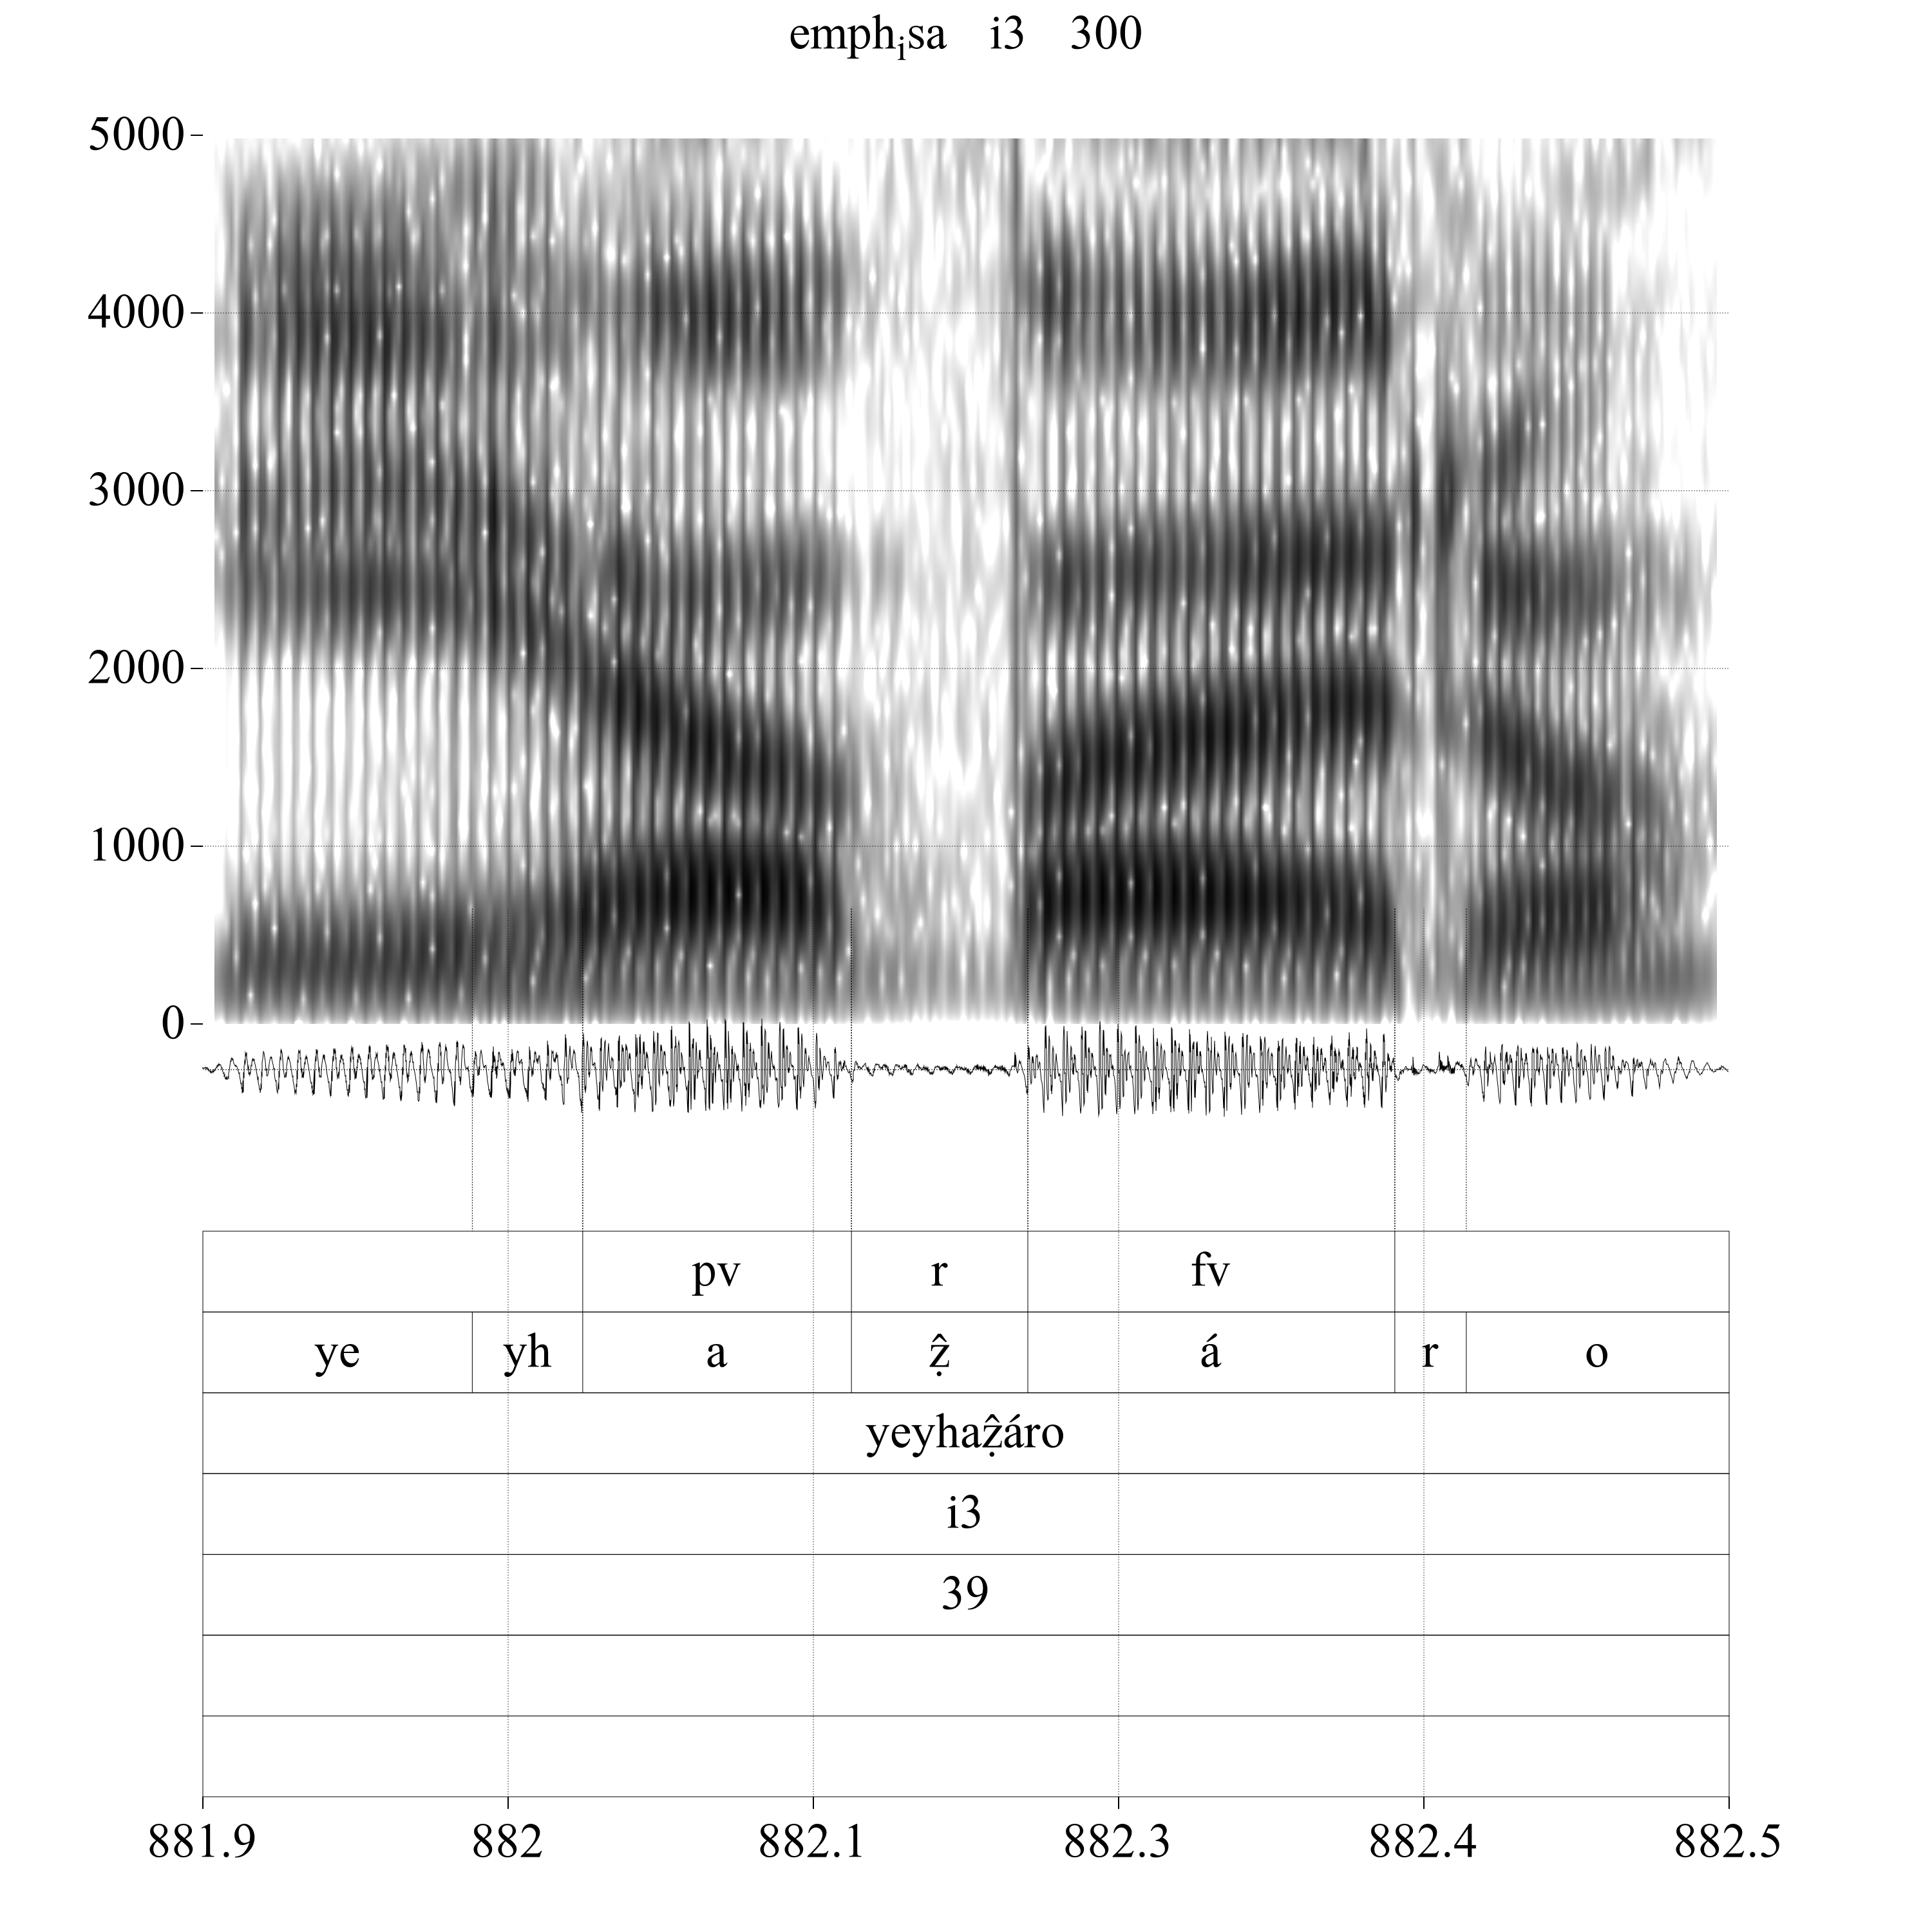 emphᵢsa i3 300
5000
4000
3000
2000
1000
0
pv r fv
ye yh a ẓ̂ á r o
yeyhaẓ̂áro
i3
39
881.9 882 882.1 882.3 882.4 882.5